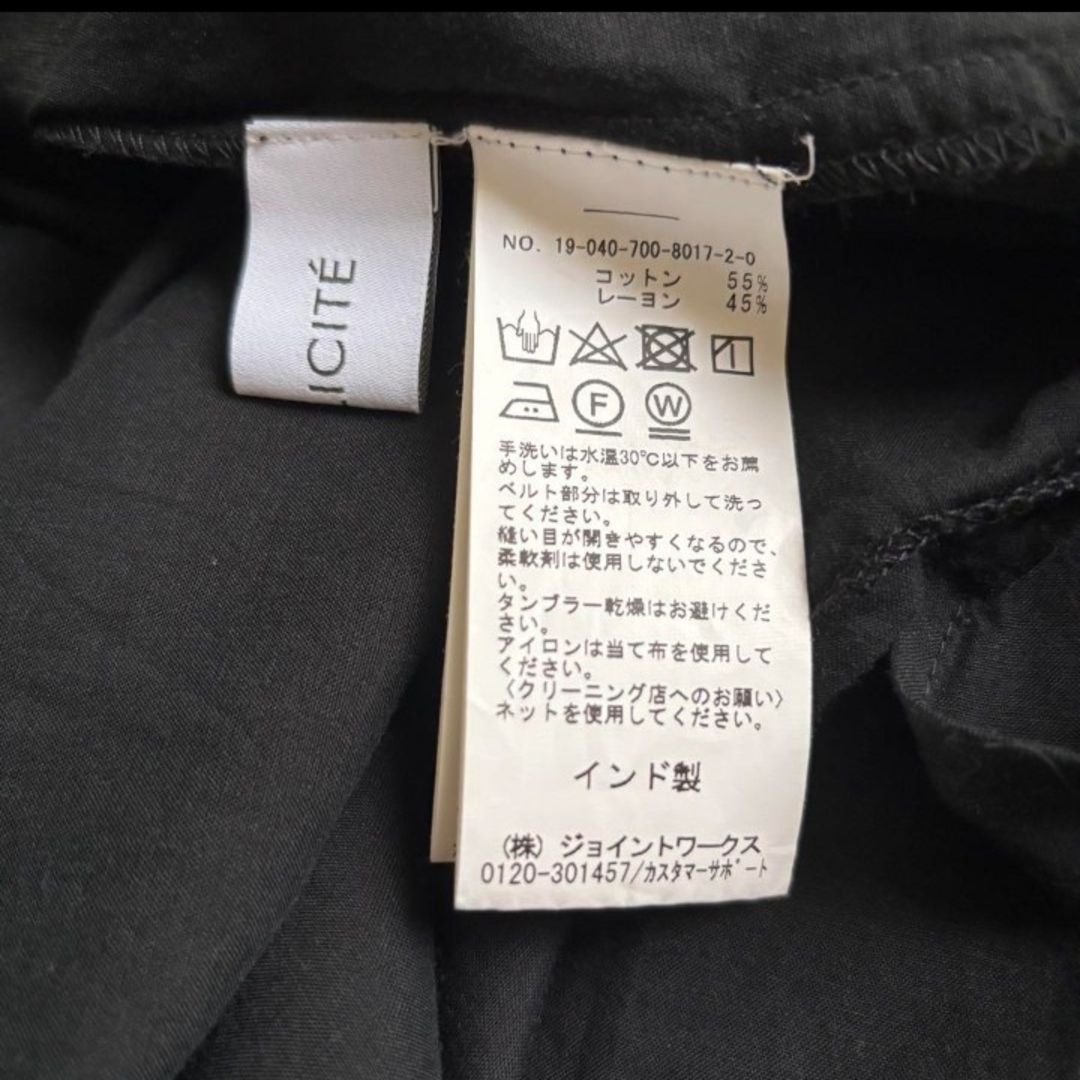 LICITÉ
NO. 19-040-700-8017-2-0
コットン 55%
レーヨン 45%
F
W
手洗いは水温30℃以下をお薦
めします。
ベルト部分は取り外して洗っ
てください。
縫い目が開きやすくなるので、
柔軟剤は使用しないでくださ
い。
タンブラー乾燥はお避けくだ
さい。
アイロンは当て布を使用して
ください。
〈クリーニング店へのお願い〉
ネットを使用してください。
インド製
(株) ジョイントワークス
0120-301457/カスタマーサポート